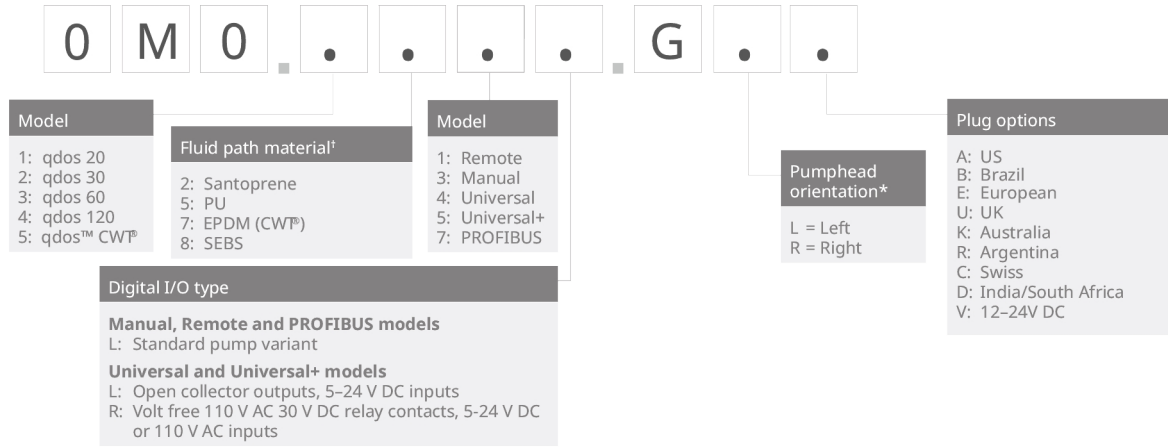 0 M 0 . • • • • . G • •
Model
1: qdos 20
2: qdos 30
3: qdos 60
4: qdos 120
5: qdos™ CWT®
Fluid path material†
2: Santoprene
5: PU
7: EPDM (CWT®)
8: SEBS
Model
1: Remote
3: Manual
4: Universal
5: Universal+
7: PROFIBUS
Digital I/O type
Manual, Remote and PROFIBUS models
L: Standard pump variant
Universal and Universal+ models
L: Open collector outputs, 5–24 V DC inputs
R: Volt free 110 V AC 30 V DC relay contacts, 5-24 V DC
or 110 V AC inputs
Pumphead
orientation*
L = Left
R = Right
Plug options
A: US
B: Brazil
E: European
U: UK
K: Australia
R: Argentina
C: Swiss
D: India/South Africa
V: 12–24V DC